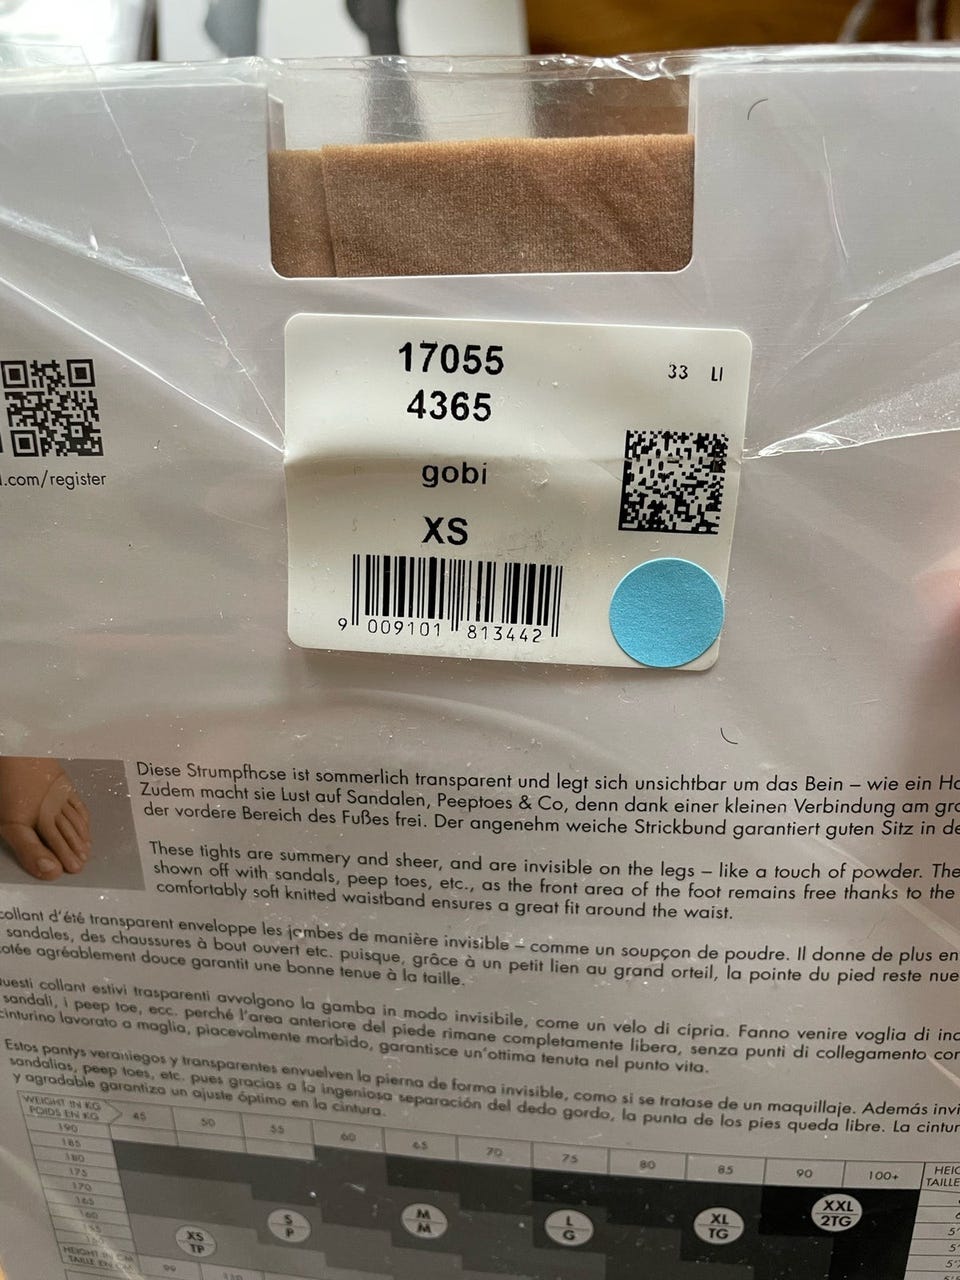 17055
33 LI
4365
gobi
XS
9 009101 813442
.com/register
Diese Strumpfhose ist sommerlich transparent und legt sich unsichtbar um das Bein – wie ein
Zudem macht sie Lust auf Sandalen, Peeptoes & Co, denn dank einer kleinen Verbindung am
der vordere Bereich des Fußes frei. Der angenehm weiche Strickbund garantiert guten Sitz in
These tights are summery and sheer, and are invisible on the legs – like a touch of powder.
shown off with sandals, peep toes, etc., as the front area of the foot remains free thanks to the
comfortably soft knitted waistband ensures a great fit around the waist.
collant d'été transparent enveloppe les jambes de manière invisible – comme un soupçon de poudre. Il donne de plus en
sandales, des chaussures à bout ouvert etc. puisque, grâce à un petit lien au grand orteil, la pointe du pied reste nue
agréablement douce garantit une bonne tenue à la taille.
collant estivi trasparenti avvolgono la gamba in modo invisibile, come un velo di cipria. Fanno venire voglia di
sandali, i peep toe, ecc. perché l'area anteriore del piede rimane completamente libera, senza punti di collegamento
cinturino lavorato a maglia, piacevolmente morbido, garantisce un'ottima tenuta nel punto vita.
Estos pantys veraniegos y transparentes envuelven la pierna de forma invisible, como si se tratase de un maquillaje. Además
sandalias, peep toes, etc. pues gracias a la ingeniosa separación del dedo gordo, la punta de los pies queda libre. La
y agradable garantiza un ajuste óptimo en la cintura.
WEIGHT IN KG
POIDS EN KG
45 50 55 60 65 70 75 80 85 90 100+
190
185
180
175
170
165
160
155
150
HEIGHT IN CM
TAILLE EN CM
XS
TP
S
P
M
M
L
G
XL
TG
XXL
2TG
99 110